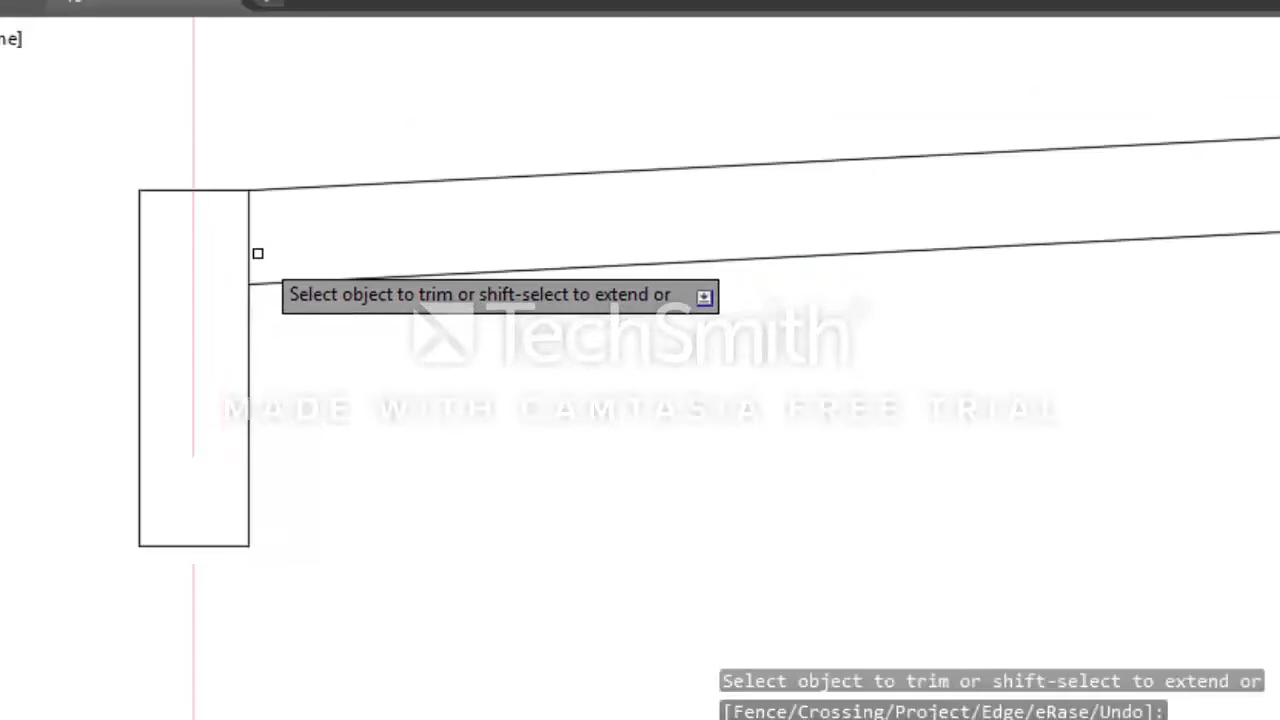 me]
Select object to trim or shift-select to extend or
TechSmith
MADE WITH CAMTASIA FREE TRIAL
Select object to trim or shift-select to extend or
[Fence/Crossing/Project/Edge/eRase/Undo]: